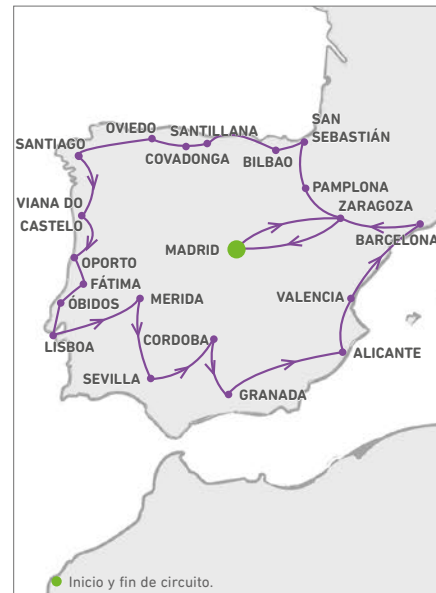 SAN
SEBASTIÁN
OVIEDO
SANTILLANA
SANTIAGO
COVADONGA
BILBAO
PAMPLONA
VIANA DO
CASTELO
ZARAGOZA
BARCELONA
MADRID
OPORTO
FÁTIMA
ÓBIDOS
MERIDA
VALENCIA
LISBOA
CORDOBA
ALICANTE
SEVILLA
GRANADA
Inicio y fin de circuito.